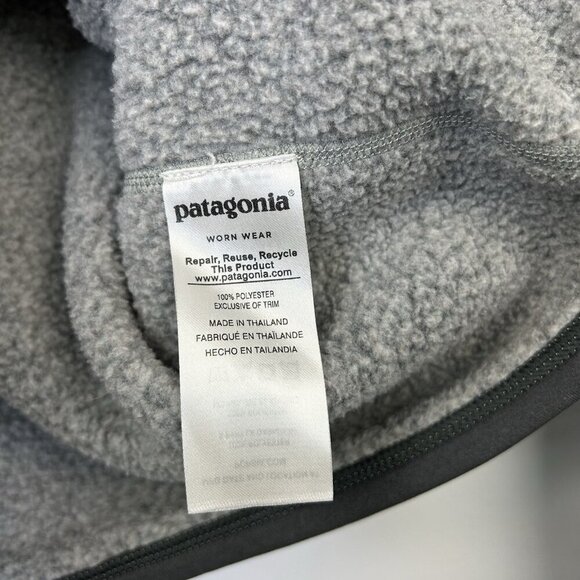 patagonia®
WORN WEAR
Repair, Reuse, Recycle
This Product
www.patagonia.com
100% POLYESTER
EXCLUSIVE OF TRIM
MADE IN THAILAND
FABRIQUÉ EN THAÏLANDE
HECHO EN TAILANDIA